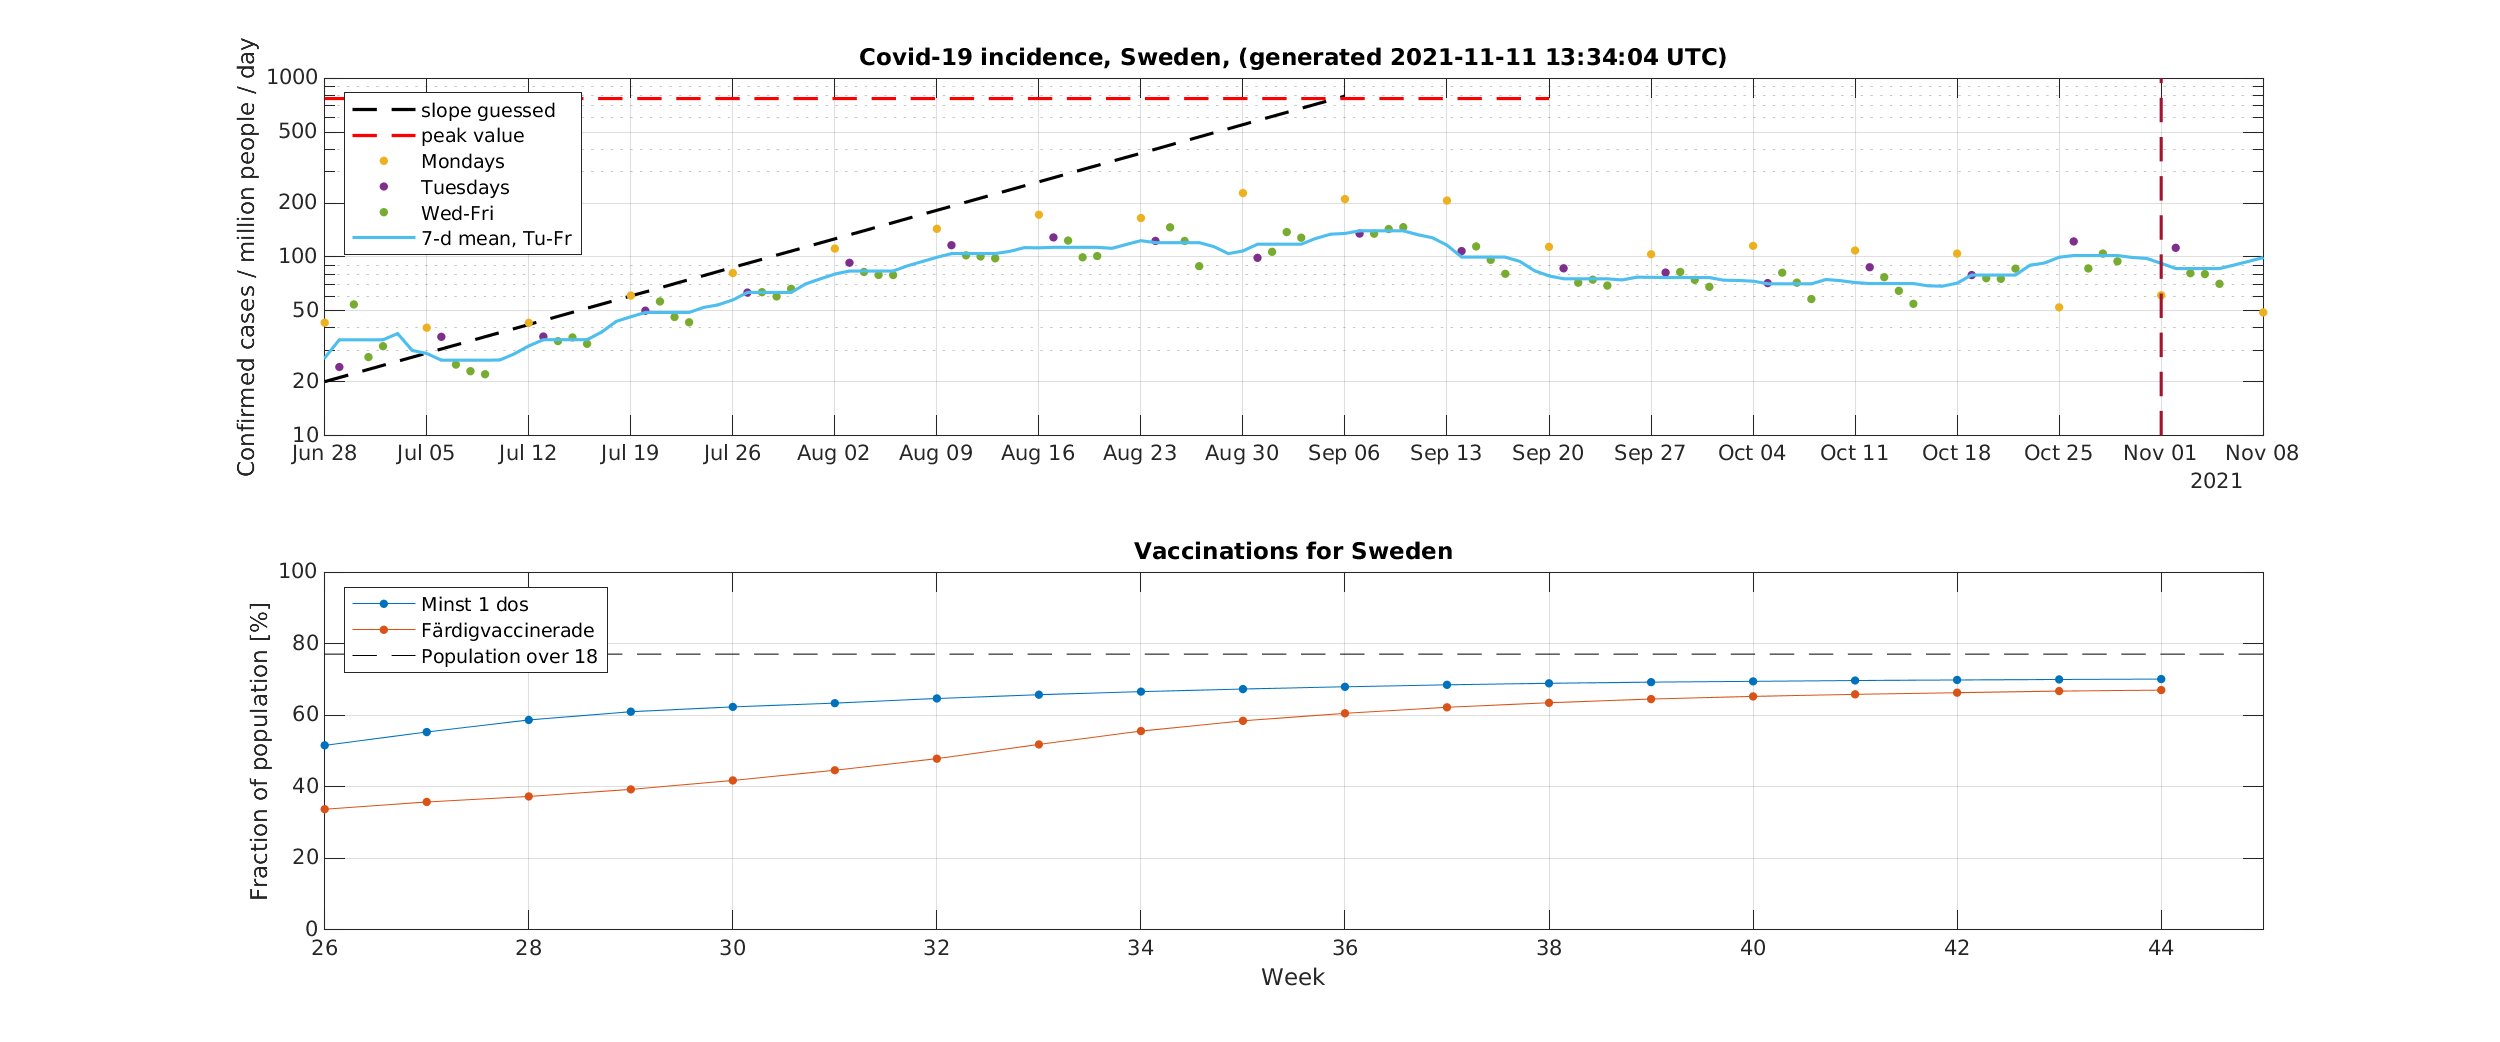 Covid-19 incidence, Sweden, (generated 2021-11-11 13:34:04 UTC)
Confirmed cases / million people / day
1000
500
200
100
50
20
10
slope guessed
peak value
Mondays
Tuesdays
Wed-Fri
7-d mean, Tu-Fr
Jun 28 Jul 05 Jul 12 Jul 19 Jul 26 Aug 02 Aug 09 Aug 16 Aug 23 Aug 30 Sep 06 Sep 13 Sep 20 Sep 27 Oct 04 Oct 11 Oct 18 Oct 25 Nov 01 Nov 08
2021
Vaccinations for Sweden
Fraction of population [%]
100
80
60
40
20
0
Minst 1 dos
Färdigvaccinerade
Population over 18
26 28 30 32 34 36 38 40 42 44
Week